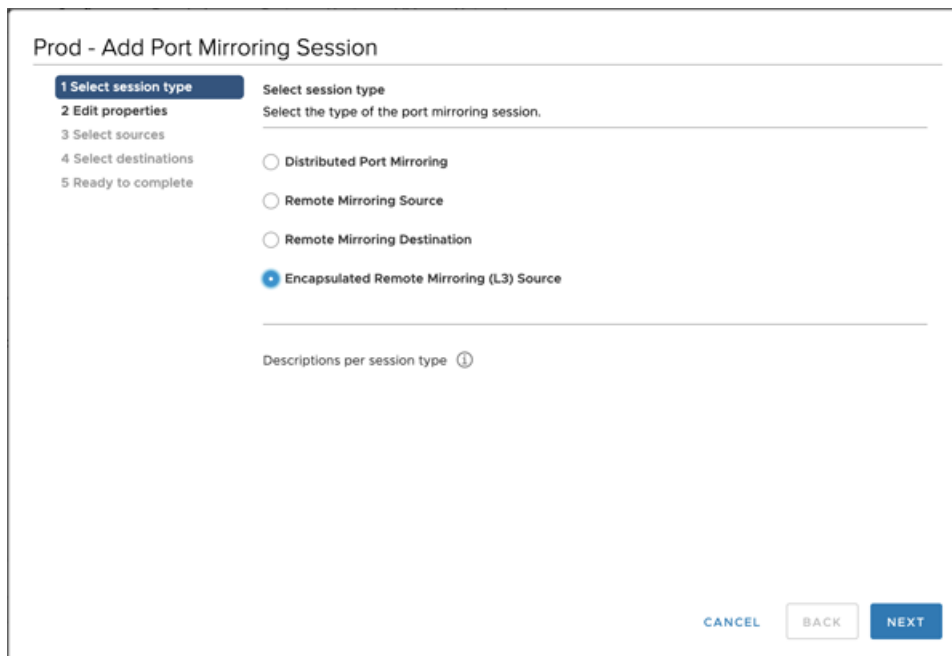 Prod - Add Port Mirroring Session
1 Select session type
2 Edit properties
3 Select sources
4 Select destinations
5 Ready to complete
Select session type
Select the type of the port mirroring session.
Distributed Port Mirroring
Remote Mirroring Source
Remote Mirroring Destination
Encapsulated Remote Mirroring (L3) Source
Descriptions per session type
CANCEL
BACK
NEXT